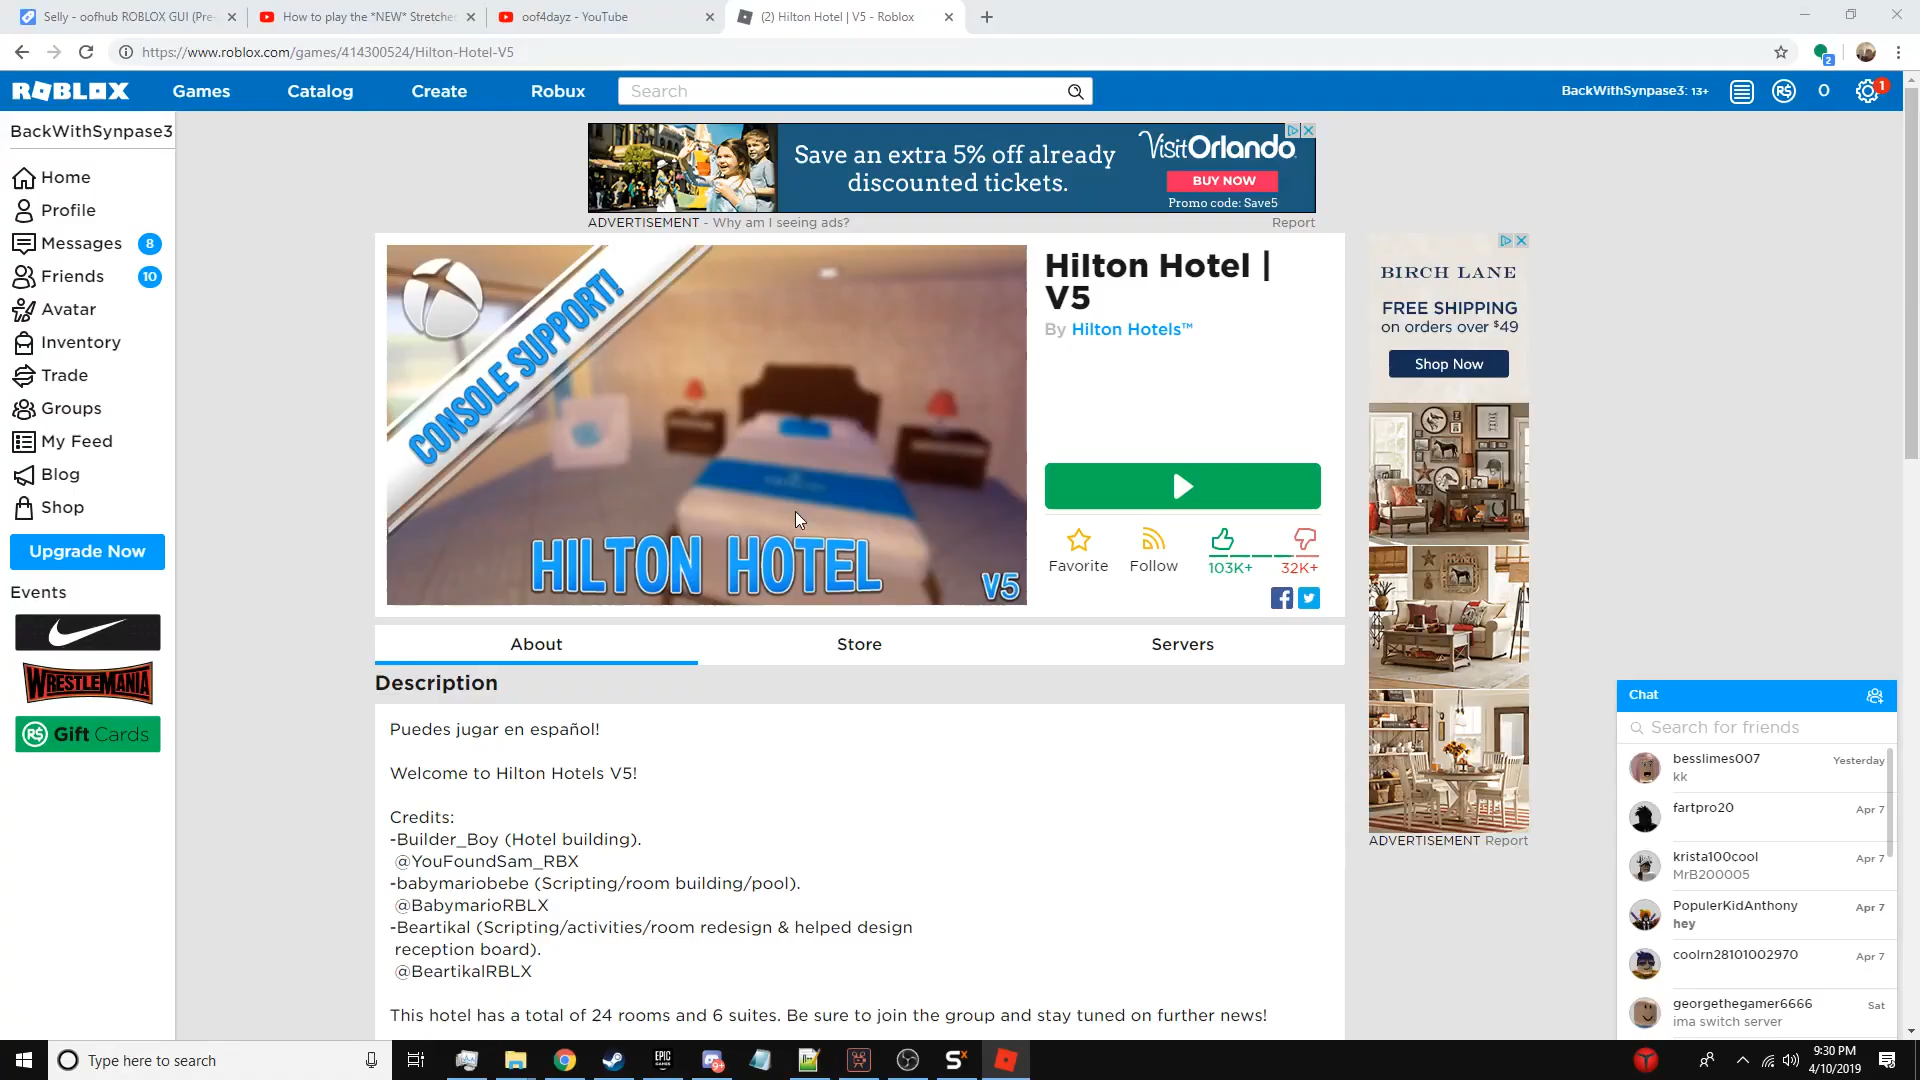 Selly - oofhub ROBLOX GUI (Pre-
How to play the *NEW* Stretche
oof4dayz - YouTube
(2) Hilton Hotel | V5 - Roblox
https://www.roblox.com/games/414300524/Hilton-Hotel-V5
2
ROBLOX
Games
Catalog
Create
Robux
Search
BackWithSynpase3: 13+
R$
0
1
BackWithSynpase3
Home
Profile
Messages 8
Friends 10
Avatar
Inventory
Trade
Groups
My Feed
Blog
Shop
Upgrade Now
Events
WRESTLEMANIA
R$ Gift Cards
Save an extra 5% off already
discounted tickets.
VisitOrlando
BUY NOW
Promo code: Save5
ADVERTISEMENT - Why am I seeing ads?
Report
CONSOLE SUPPORT!
HILTON HOTEL
V5
Hilton Hotel |
V5
By Hilton Hotels™
Favorite
Follow
103K+
32K+
About
Store
Servers
Description
Puedes jugar en español!
Welcome to Hilton Hotels V5!
Credits:
-Builder_Boy (Hotel building).
@YouFoundSam_RBX
-babymariobebe (Scripting/room building/pool).
@BabymarioRBLX
-Beartikal (Scripting/activities/room redesign & helped design
reception board).
@BeartikalRBLX
This hotel has a total of 24 rooms and 6 suites. Be sure to join the group and stay tuned on further news!
BIRCH LANE
FREE SHIPPING
on orders over $49
Shop Now
ADVERTISEMENT Report
Chat
Search for friends
besslimes007 Yesterday
kk
fartpro20 Apr 7
krista100cool Apr 7
MrB200005
PopulerKidAnthony Apr 7
hey
coolrn28101002970 Apr 7
georgethegamer6666 Sat
ima switch server
Type here to search
EPIC
GAMES
9+
9:30 PM
4/10/2019